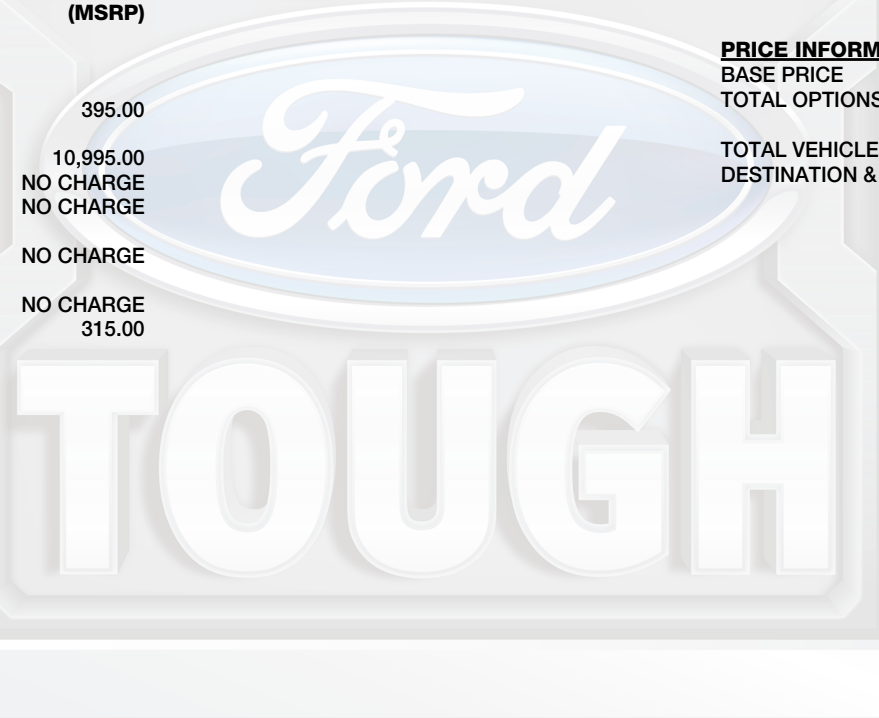 (MSRP)
395.00
10,995.00
NO CHARGE
NO CHARGE
NO CHARGE
NO CHARGE
315.00
PRICE INFORM
BASE PRICE
TOTAL OPTIONS
TOTAL VEHICLE
DESTINATION &
Ford
TOUGH